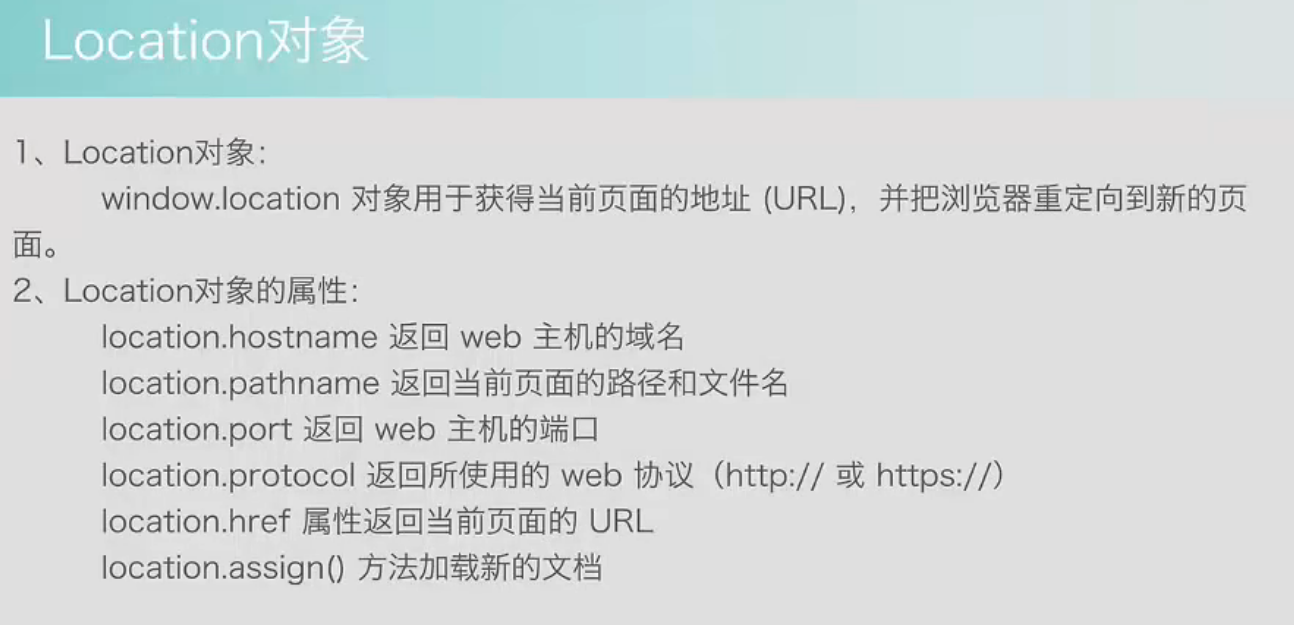 Location对象
1、Location对象：
window.location 对象用于获得当前页面的地址 (URL)，并把浏览器重定向到新的页
面。
2、Location对象的属性：
location.hostname 返回 web 主机的域名
location.pathname 返回当前页面的路径和文件名
location.port 返回 web 主机的端口
location.protocol 返回所使用的 web 协议（http:// 或 https://）
location.href 属性返回当前页面的 URL
location.assign() 方法加载新的文档